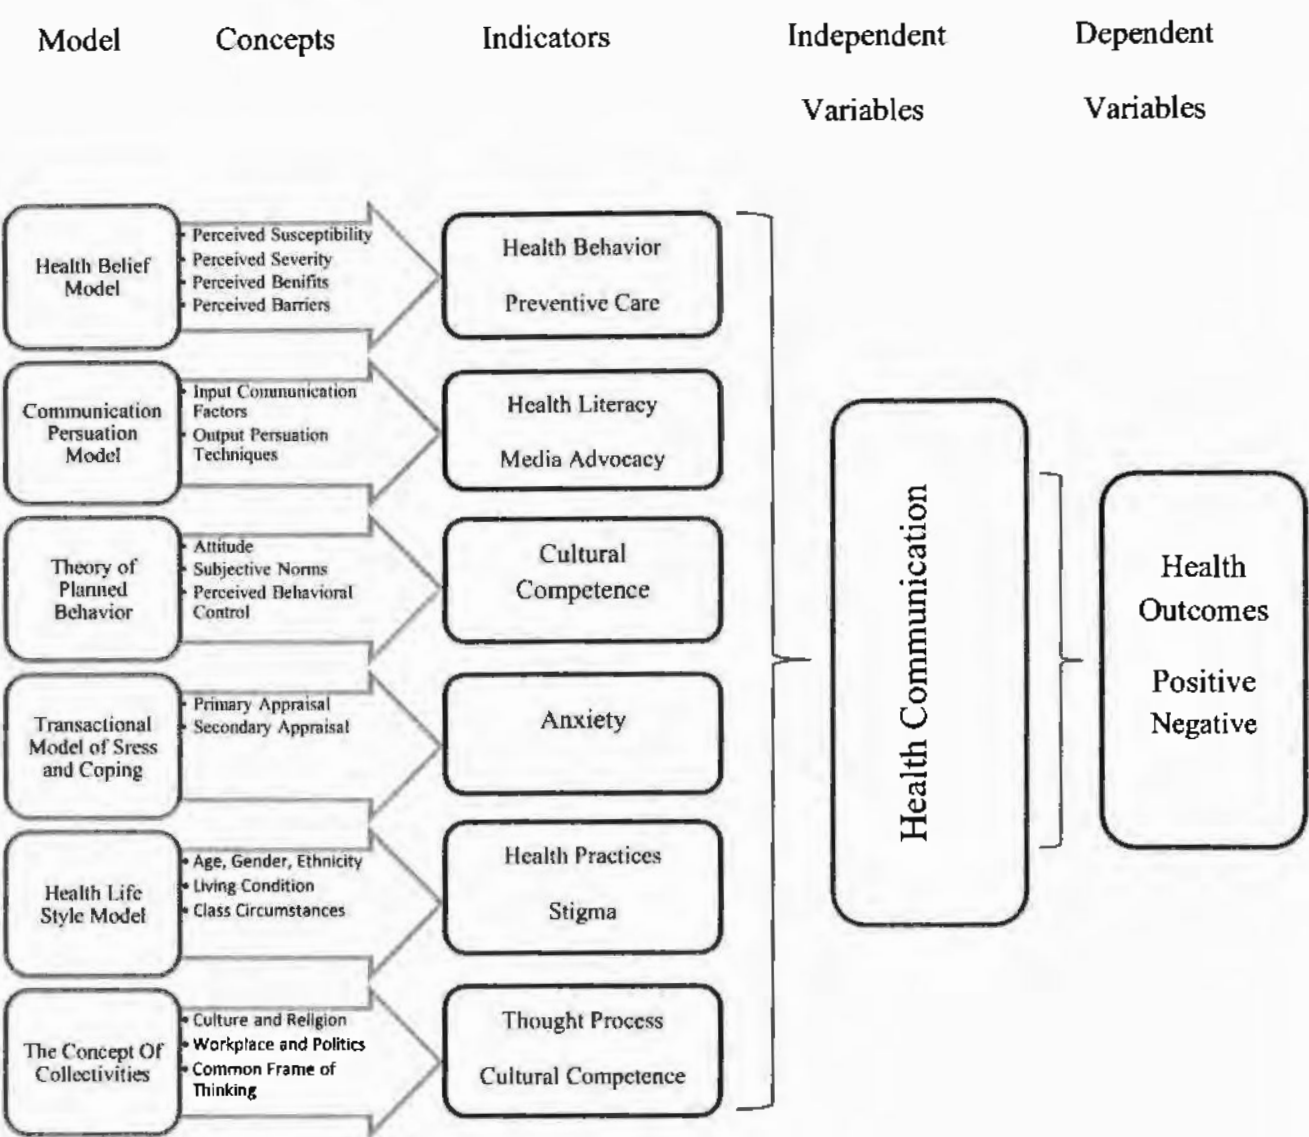 Model
Concepts
Indicators
Independent
Variables
Dependent
Variables
Health Belief
Model
• Perceived Susceptibility
• Perceived Severity
• Perceived Benifits
• Perceived Barriers
Health Behavior
Preventive Care
Communication
Persuation
Model
• Input Communication
Factors
• Output Persuation
Techniques
Health Literacy
Media Advocacy
Theory of
Planned
Behavior
• Attitude
• Subjective Norms
• Perceived Behavioral
Control
Cultural
Competence
Transactional
Model of Sress
and Coping
• Primary Appraisal
• Secondary Appraisal
Anxiety
Health Life
Style Model
• Age, Gender, Ethnicity
• Living Condition
• Class Circumstances
Health Practices
Stigma
The Concept Of
Collectivities
• Culture and Religion
• Workplace and Politics
• Common Frame of
Thinking
Thought Process
Cultural Competence
Health Communication
Health
Outcomes
Positive
Negative